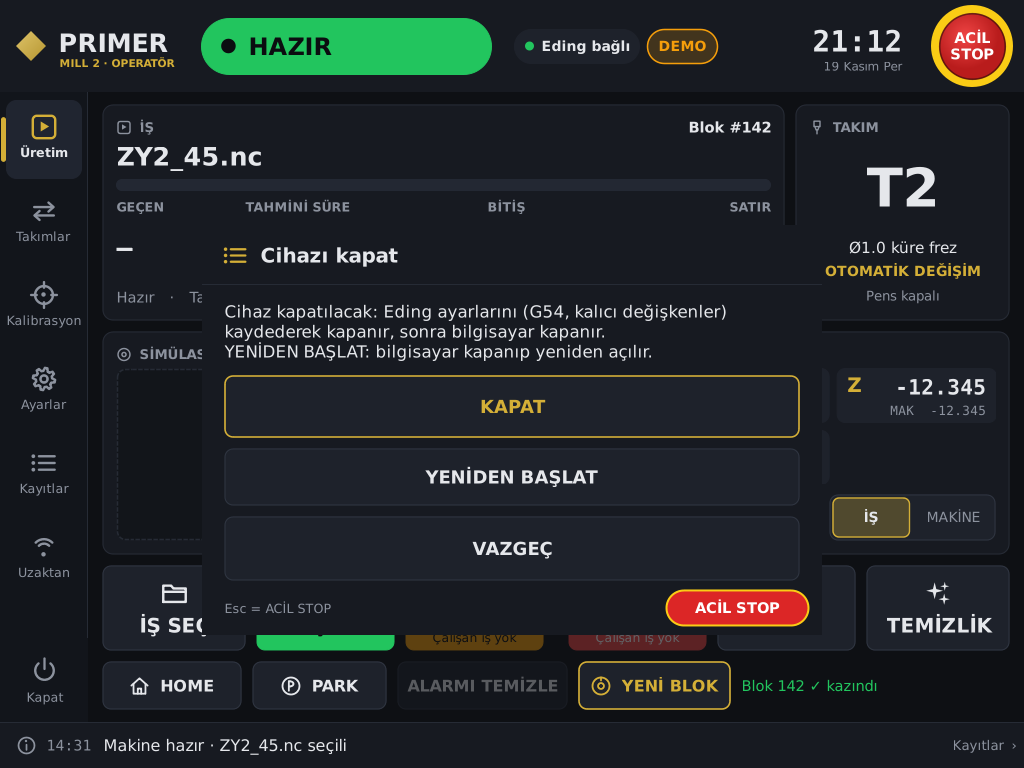 PRIMER
MILL 2 · OPERATÖR
HAZIR
Eding bağlı
DEMO
21:12
19 Kasım Per
ACİL
STOP
Üretim
Takımlar
Kalibrasyon
Ayarlar
Kayıtlar
Uzaktan
Kapat
İŞ
Blok #142
ZY2_45.nc
GEÇEN TAHMİNİ SÜRE BİTİŞ SATIR
–
Hazır ·
TAKIM
T2
Ø1.0 küre frez
OTOMATİK DEĞİŞİM
Pens kapalı
Cihazı kapat
Cihaz kapatılacak: Eding ayarlarını (G54, kalıcı değişkenler)
kaydederek kapanır, sonra bilgisayar kapanır.
YENİDEN BAŞLAT: bilgisayar kapanıp yeniden açılır.
KAPAT
YENİDEN BAŞLAT
VAZGEÇ
Esc = ACİL STOP
ACİL STOP
Z -12.345
MAK -12.345
İŞ MAKİNE
Çalışan iş yok
Çalışan iş yok
TEMİZLİK
HOME
PARK
ALARMI TEMİZLE
YENİ BLOK
Blok 142 ✓ kazındı
14:31 Makine hazır · ZY2_45.nc seçili
Kayıtlar ›